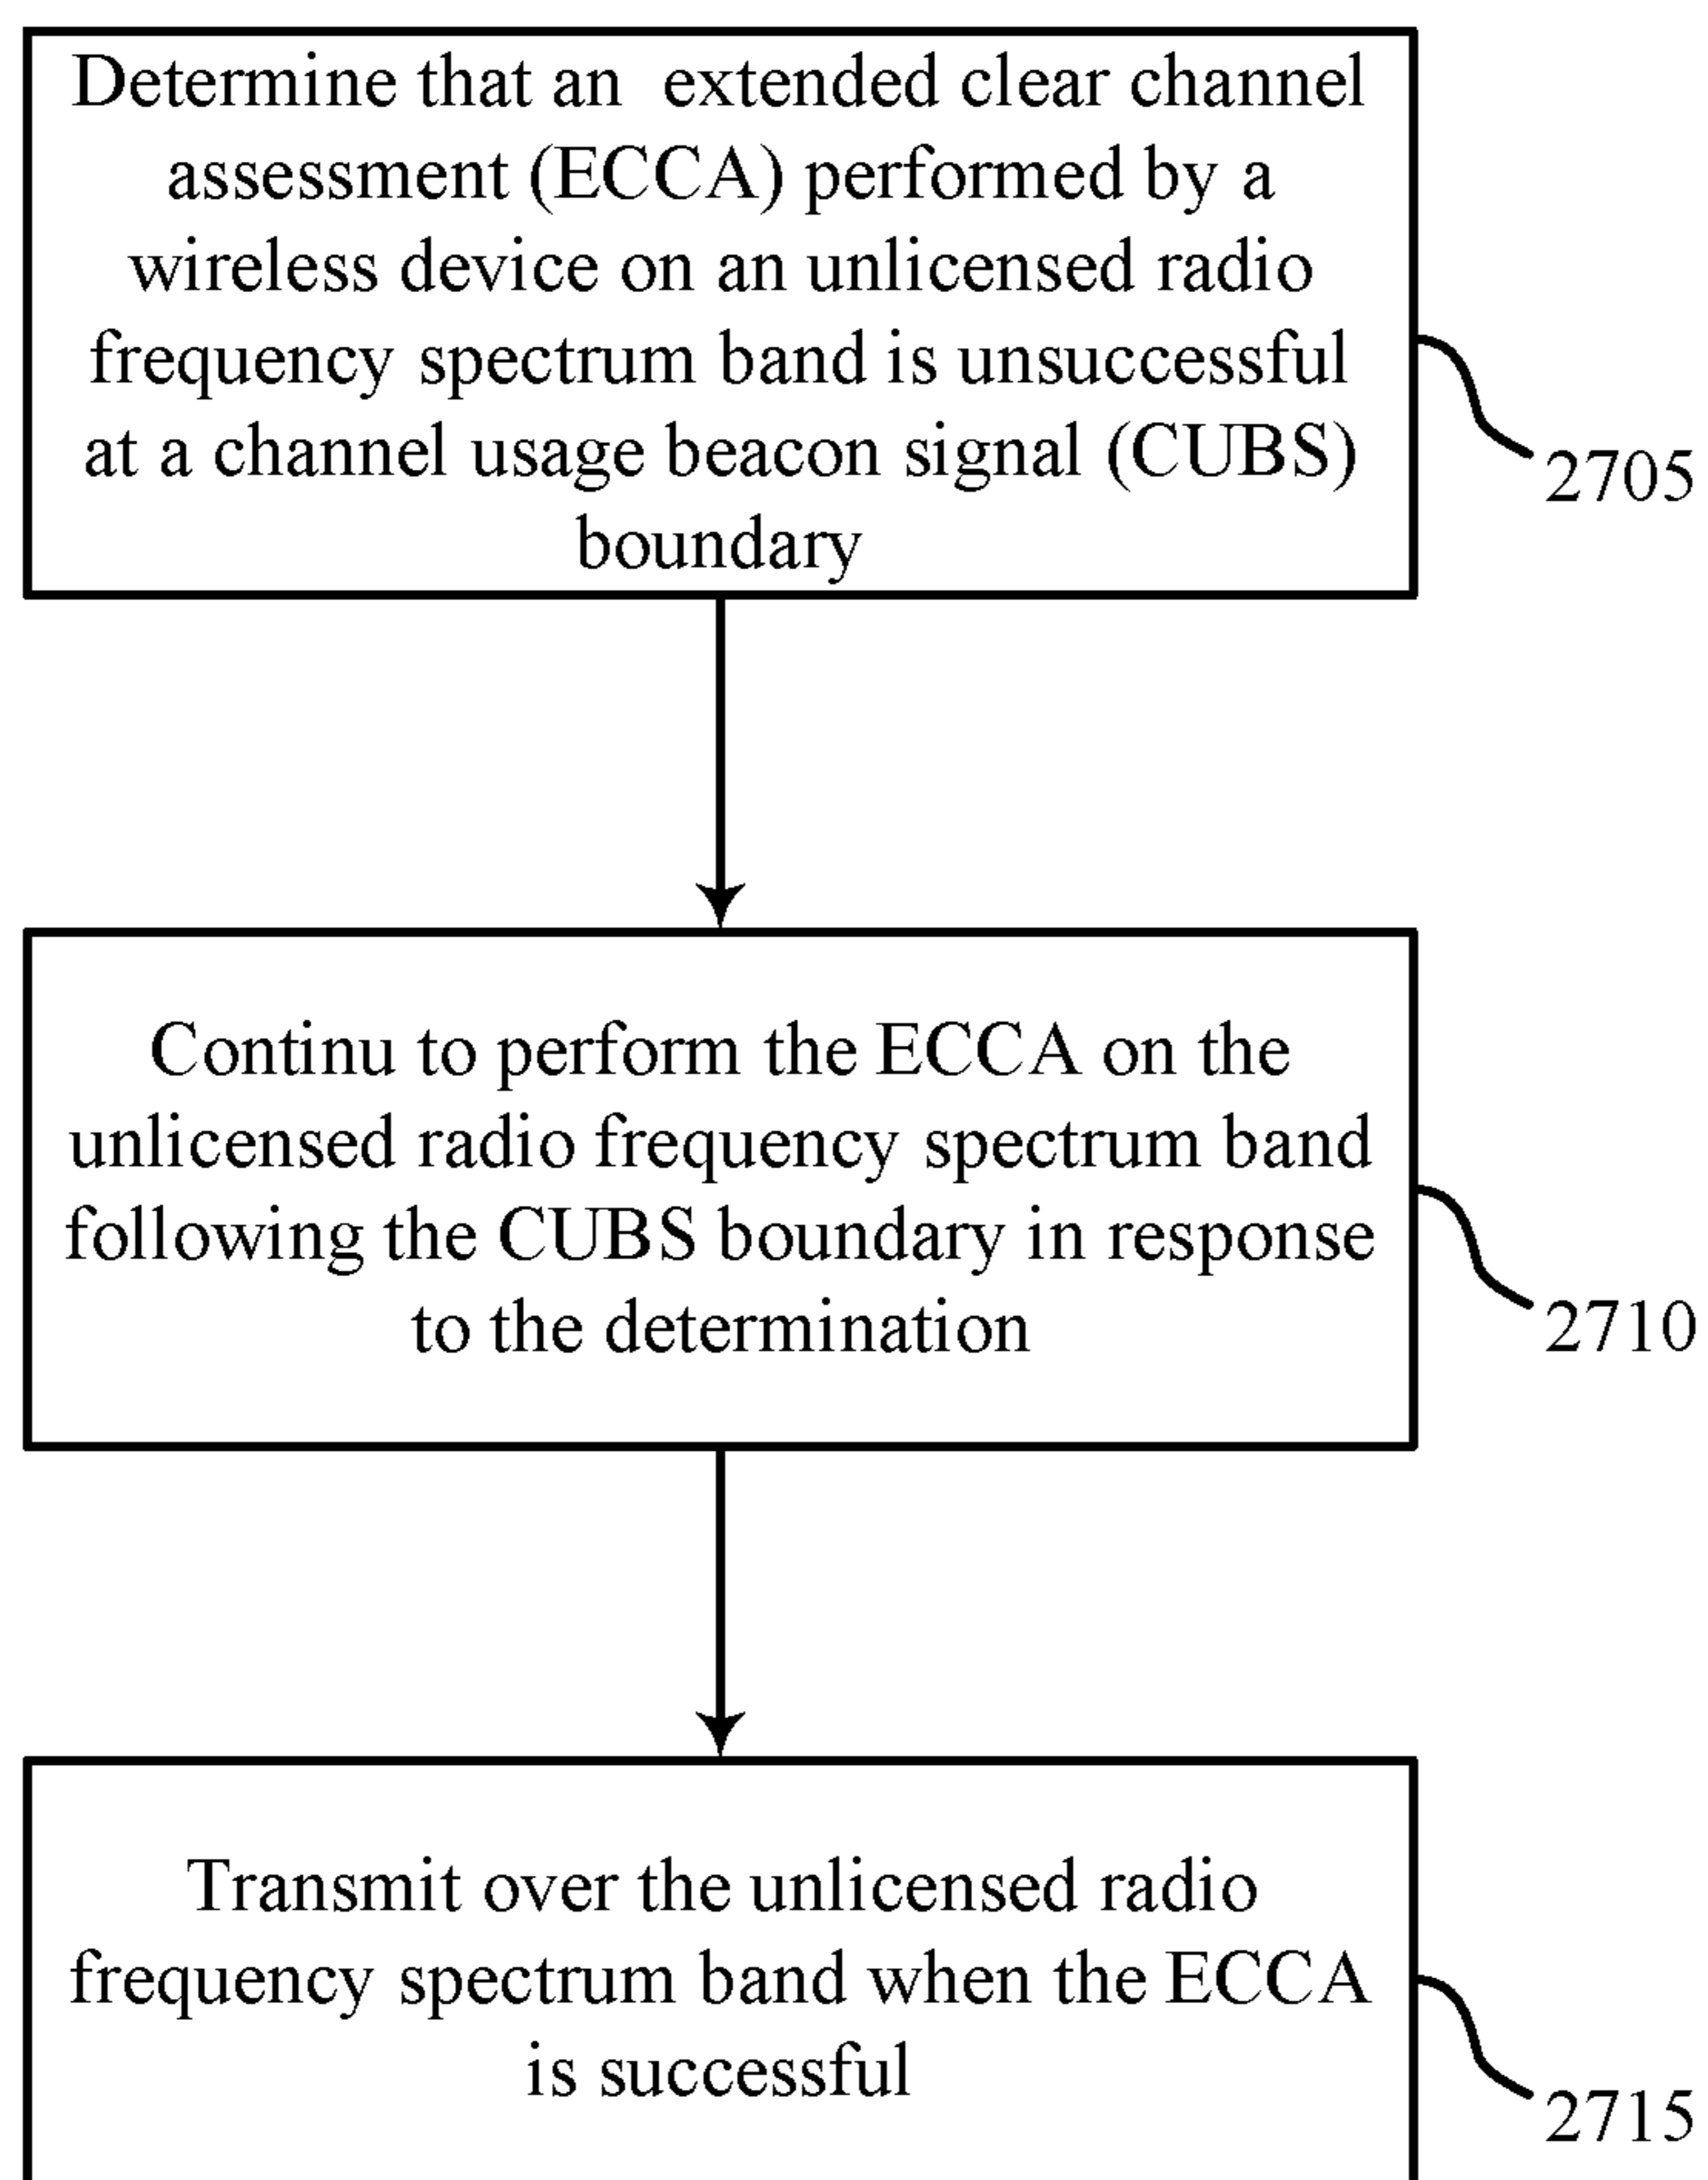 Determine that an extended clear channel
assessment (ECCA) performed by a
wireless device on an unlicensed radio
frequency spectrum band is unsuccessful
at a channel usage beacon signal (CUBS)
boundary
2705
Continu to perform the ECCA on the
unlicensed radio frequency spectrum band
following the CUBS boundary in response
to the determination
2710
Transmit over the unlicensed radio
frequency spectrum band when the ECCA
is successful
2715